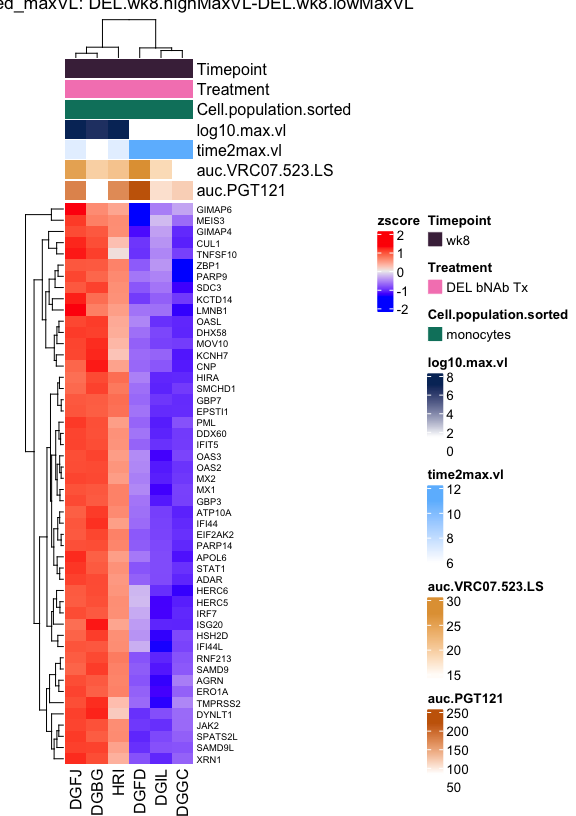 ed_maxVL: DEL.wk8.highMaxVL-DEL.wk8.lowMaxVL
Timepoint
Treatment
Cell.population.sorted
log10.max.vl
time2max.vl
auc.VRC07.523.LS
auc.PGT121
GIMAP6
MEIS3
GIMAP4
CUL1
TNFSF10
ZBP1
PARP9
SDC3
KCTD14
LMNB1
OASL
DHX58
MOV10
KCNH7
CNP
HIRA
SMCHD1
GBP7
EPSTI1
PML
DDX60
IFIT5
OAS3
OAS2
MX2
MX1
GBP3
ATP10A
IFI44
EIF2AK2
PARP14
APOL6
STAT1
ADAR
HERC6
HERC5
IRF7
ISG20
HSH2D
IFI44L
RNF213
SAMD9
AGRN
ERO1A
TMPRSS2
DYNLT1
JAK2
SPATS2L
SAMD9L
XRN1
DGFJ
DGBG
HRI
DGFD
DGIL
DGGC
zscore
2
1
0
-1
-2
Timepoint
wk8
Treatment
DEL bNAb Tx
Cell.population.sorted
monocytes
log10.max.vl
8
6
4
2
0
time2max.vl
12
10
8
6
auc.VRC07.523.LS
30
25
20
15
auc.PGT121
250
200
150
100
50